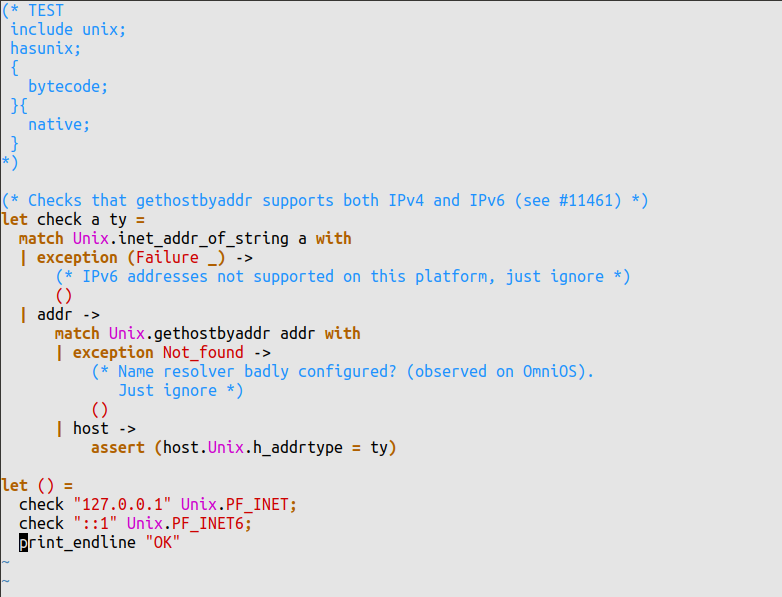 (* TEST
 include unix;
 hasunix;
 {
   bytecode;
 }{
   native;
 }
*)

(* Checks that gethostbyaddr supports both IPv4 and IPv6 (see #11461) *)
let check a ty =
  match Unix.inet_addr_of_string a with
  | exception (Failure _) ->
      (* IPv6 addresses not supported on this platform, just ignore *)
      ()
  | addr ->
      match Unix.gethostbyaddr addr with
      | exception Not_found ->
          (* Name resolver badly configured? (observed on OmniOS).
             Just ignore *)
          ()
      | host ->
          assert (host.Unix.h_addrtype = ty)

let () =
  check "127.0.0.1" Unix.PF_INET;
  check "::1" Unix.PF_INET6;
  print_endline "OK"
~
~